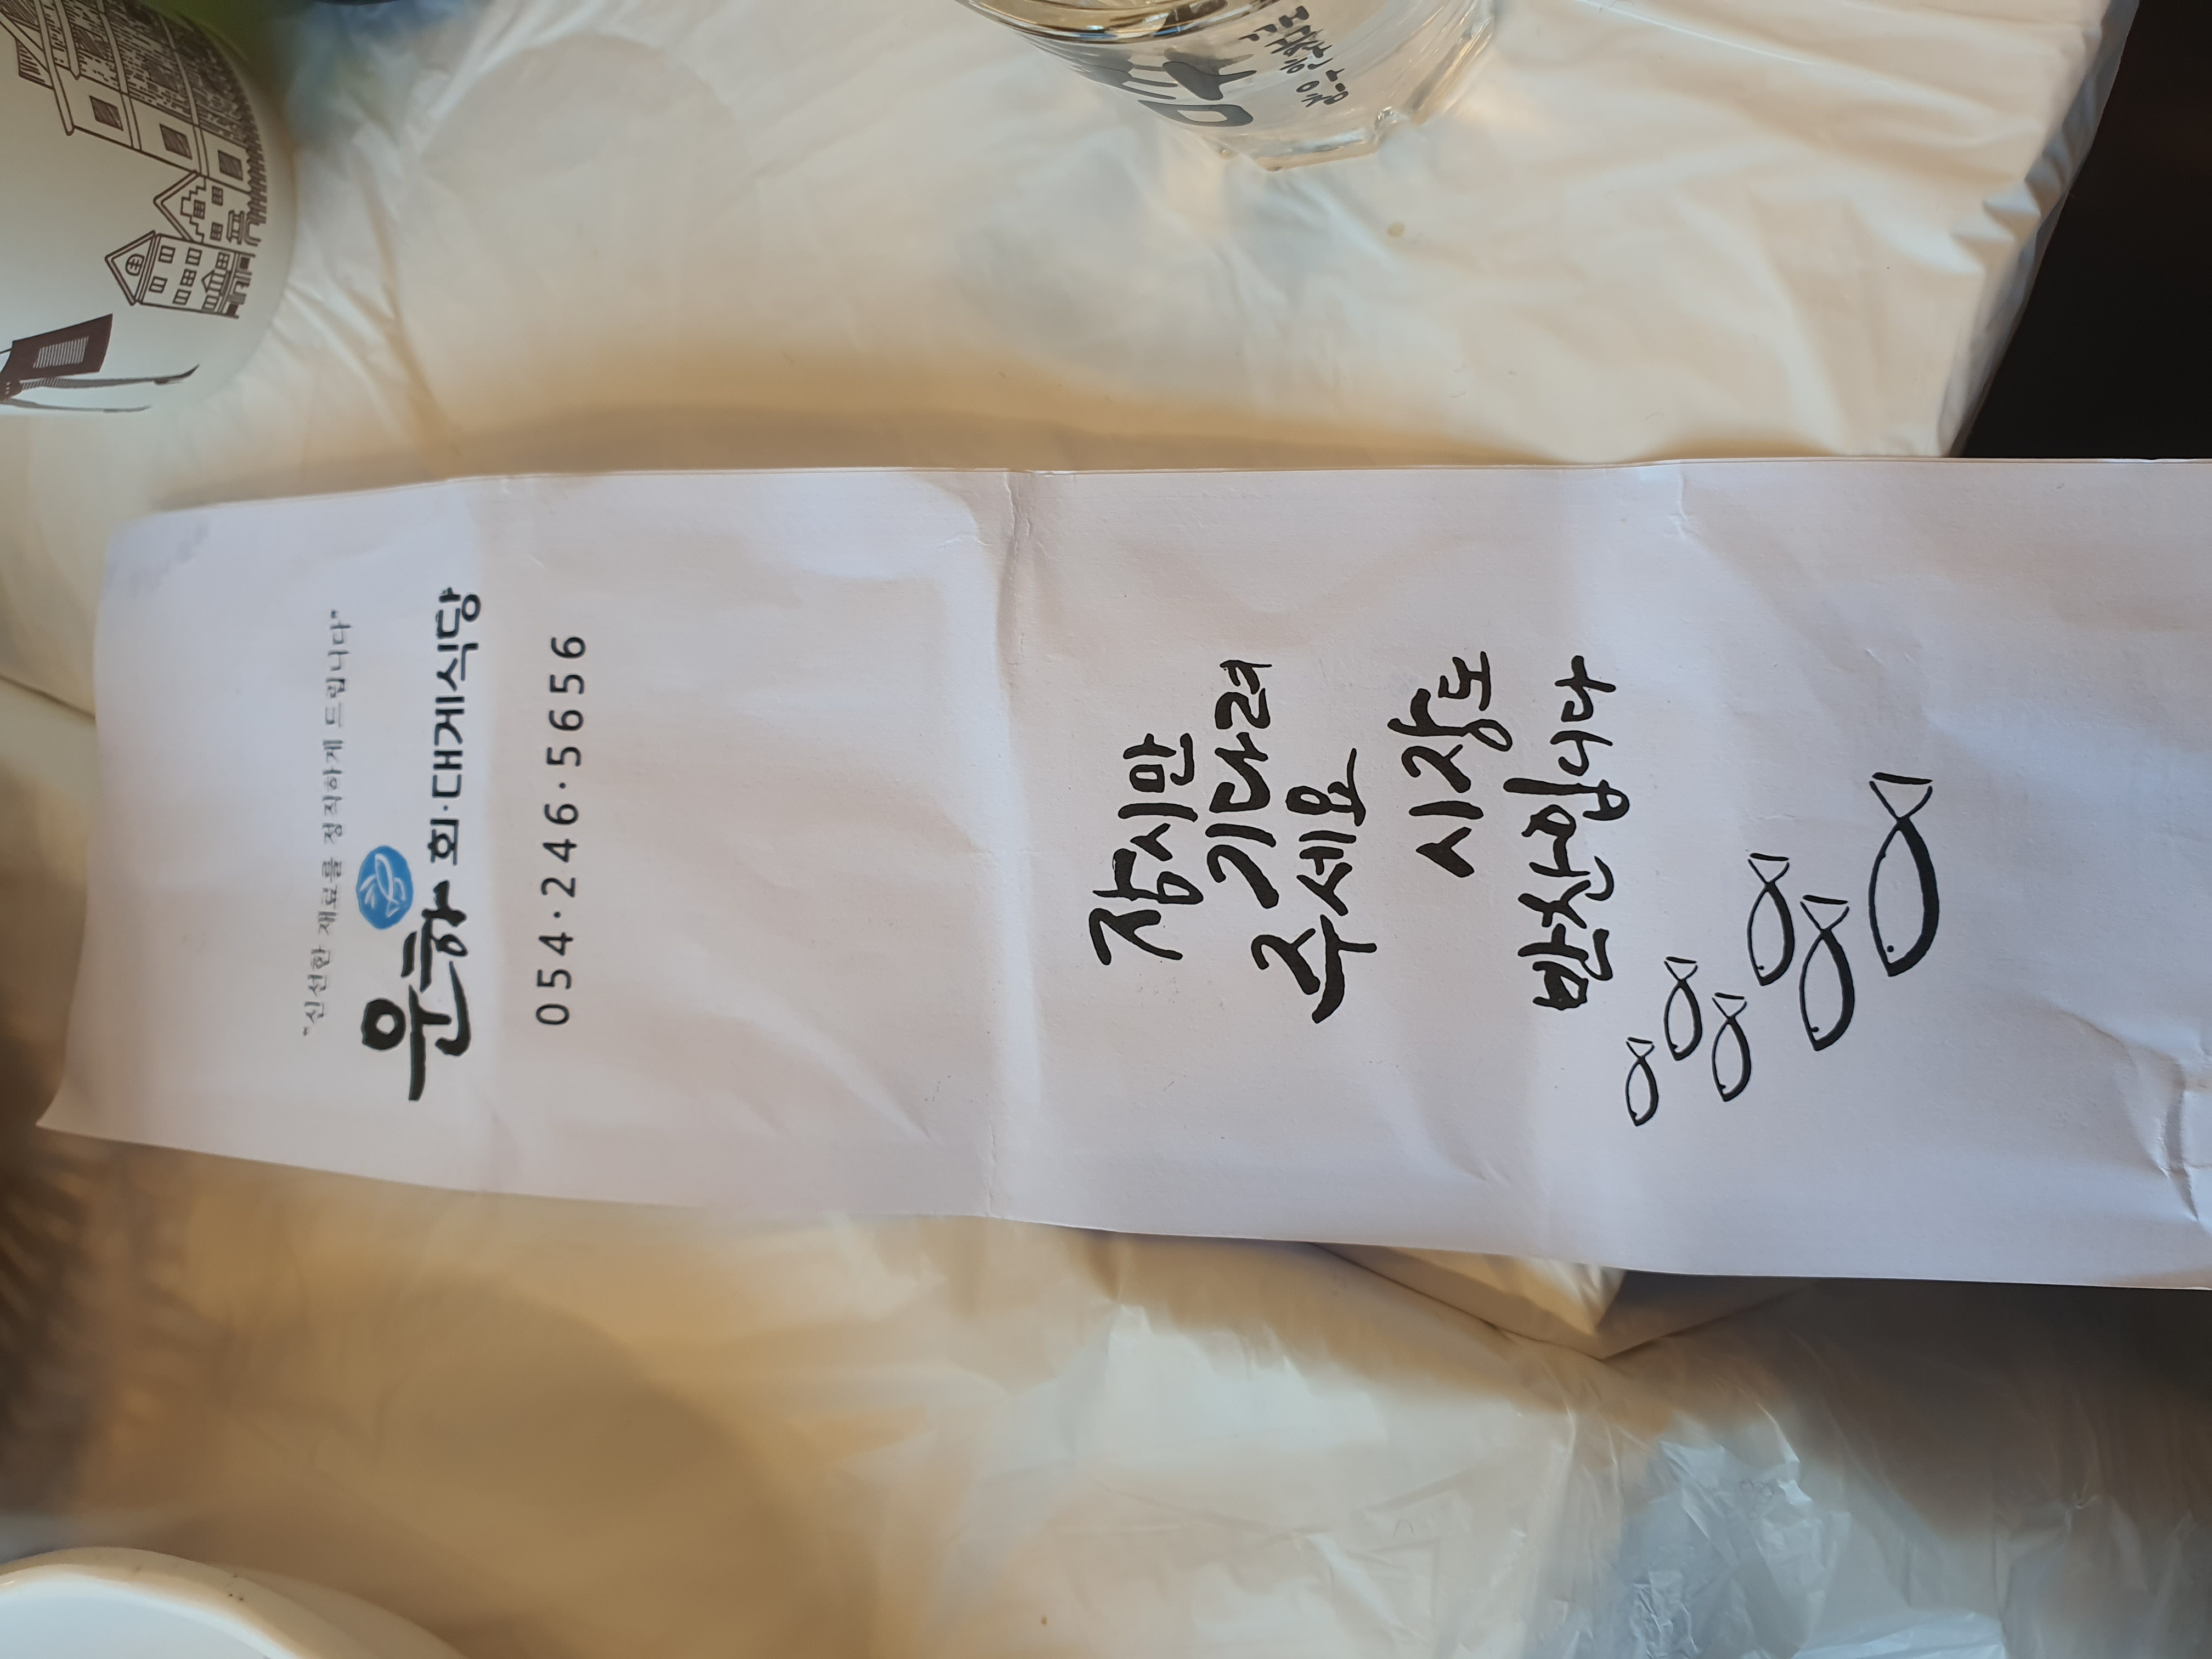 "신선한 재료를 정직하게 드립니다"
운하 회·대게식당
054·246·5656
잠시만
기다려
주세요
시장도
반찬입니다